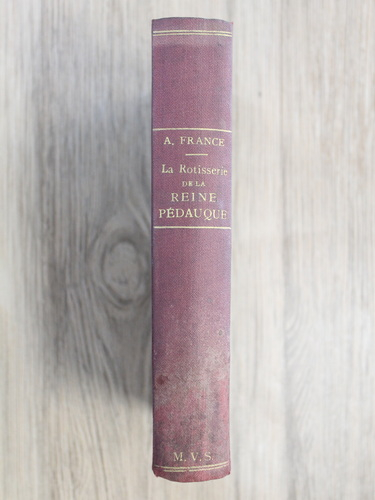 A. FRANCE
La Rotisserie
DE LA
REINE
PÉDAUQUE
M. V. S.